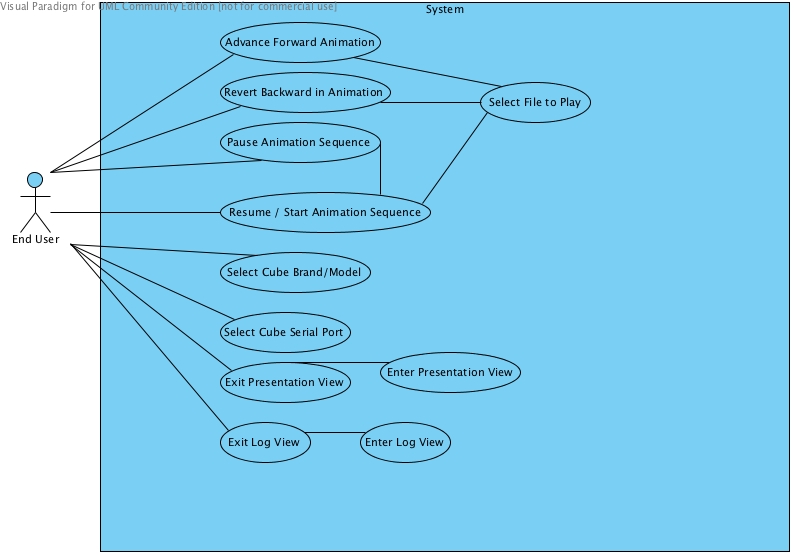 Visual Paradigm for UML Community Edition [not for commercial use]
System
Advance Forward Animation
Revert Backward in Animation
Select File to Play
Pause Animation Sequence
Resume / Start Animation Sequence
End User
Select Cube Brand/Model
Select Cube Serial Port
Exit Presentation View
Enter Presentation View
Exit Log View
Enter Log View